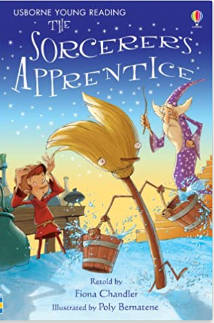 USBORNE YOUNG READING
THE
SORCERER'S
APPRENTICE
Retold by
Fiona Chandler
Illustrated by Poly Bernatene